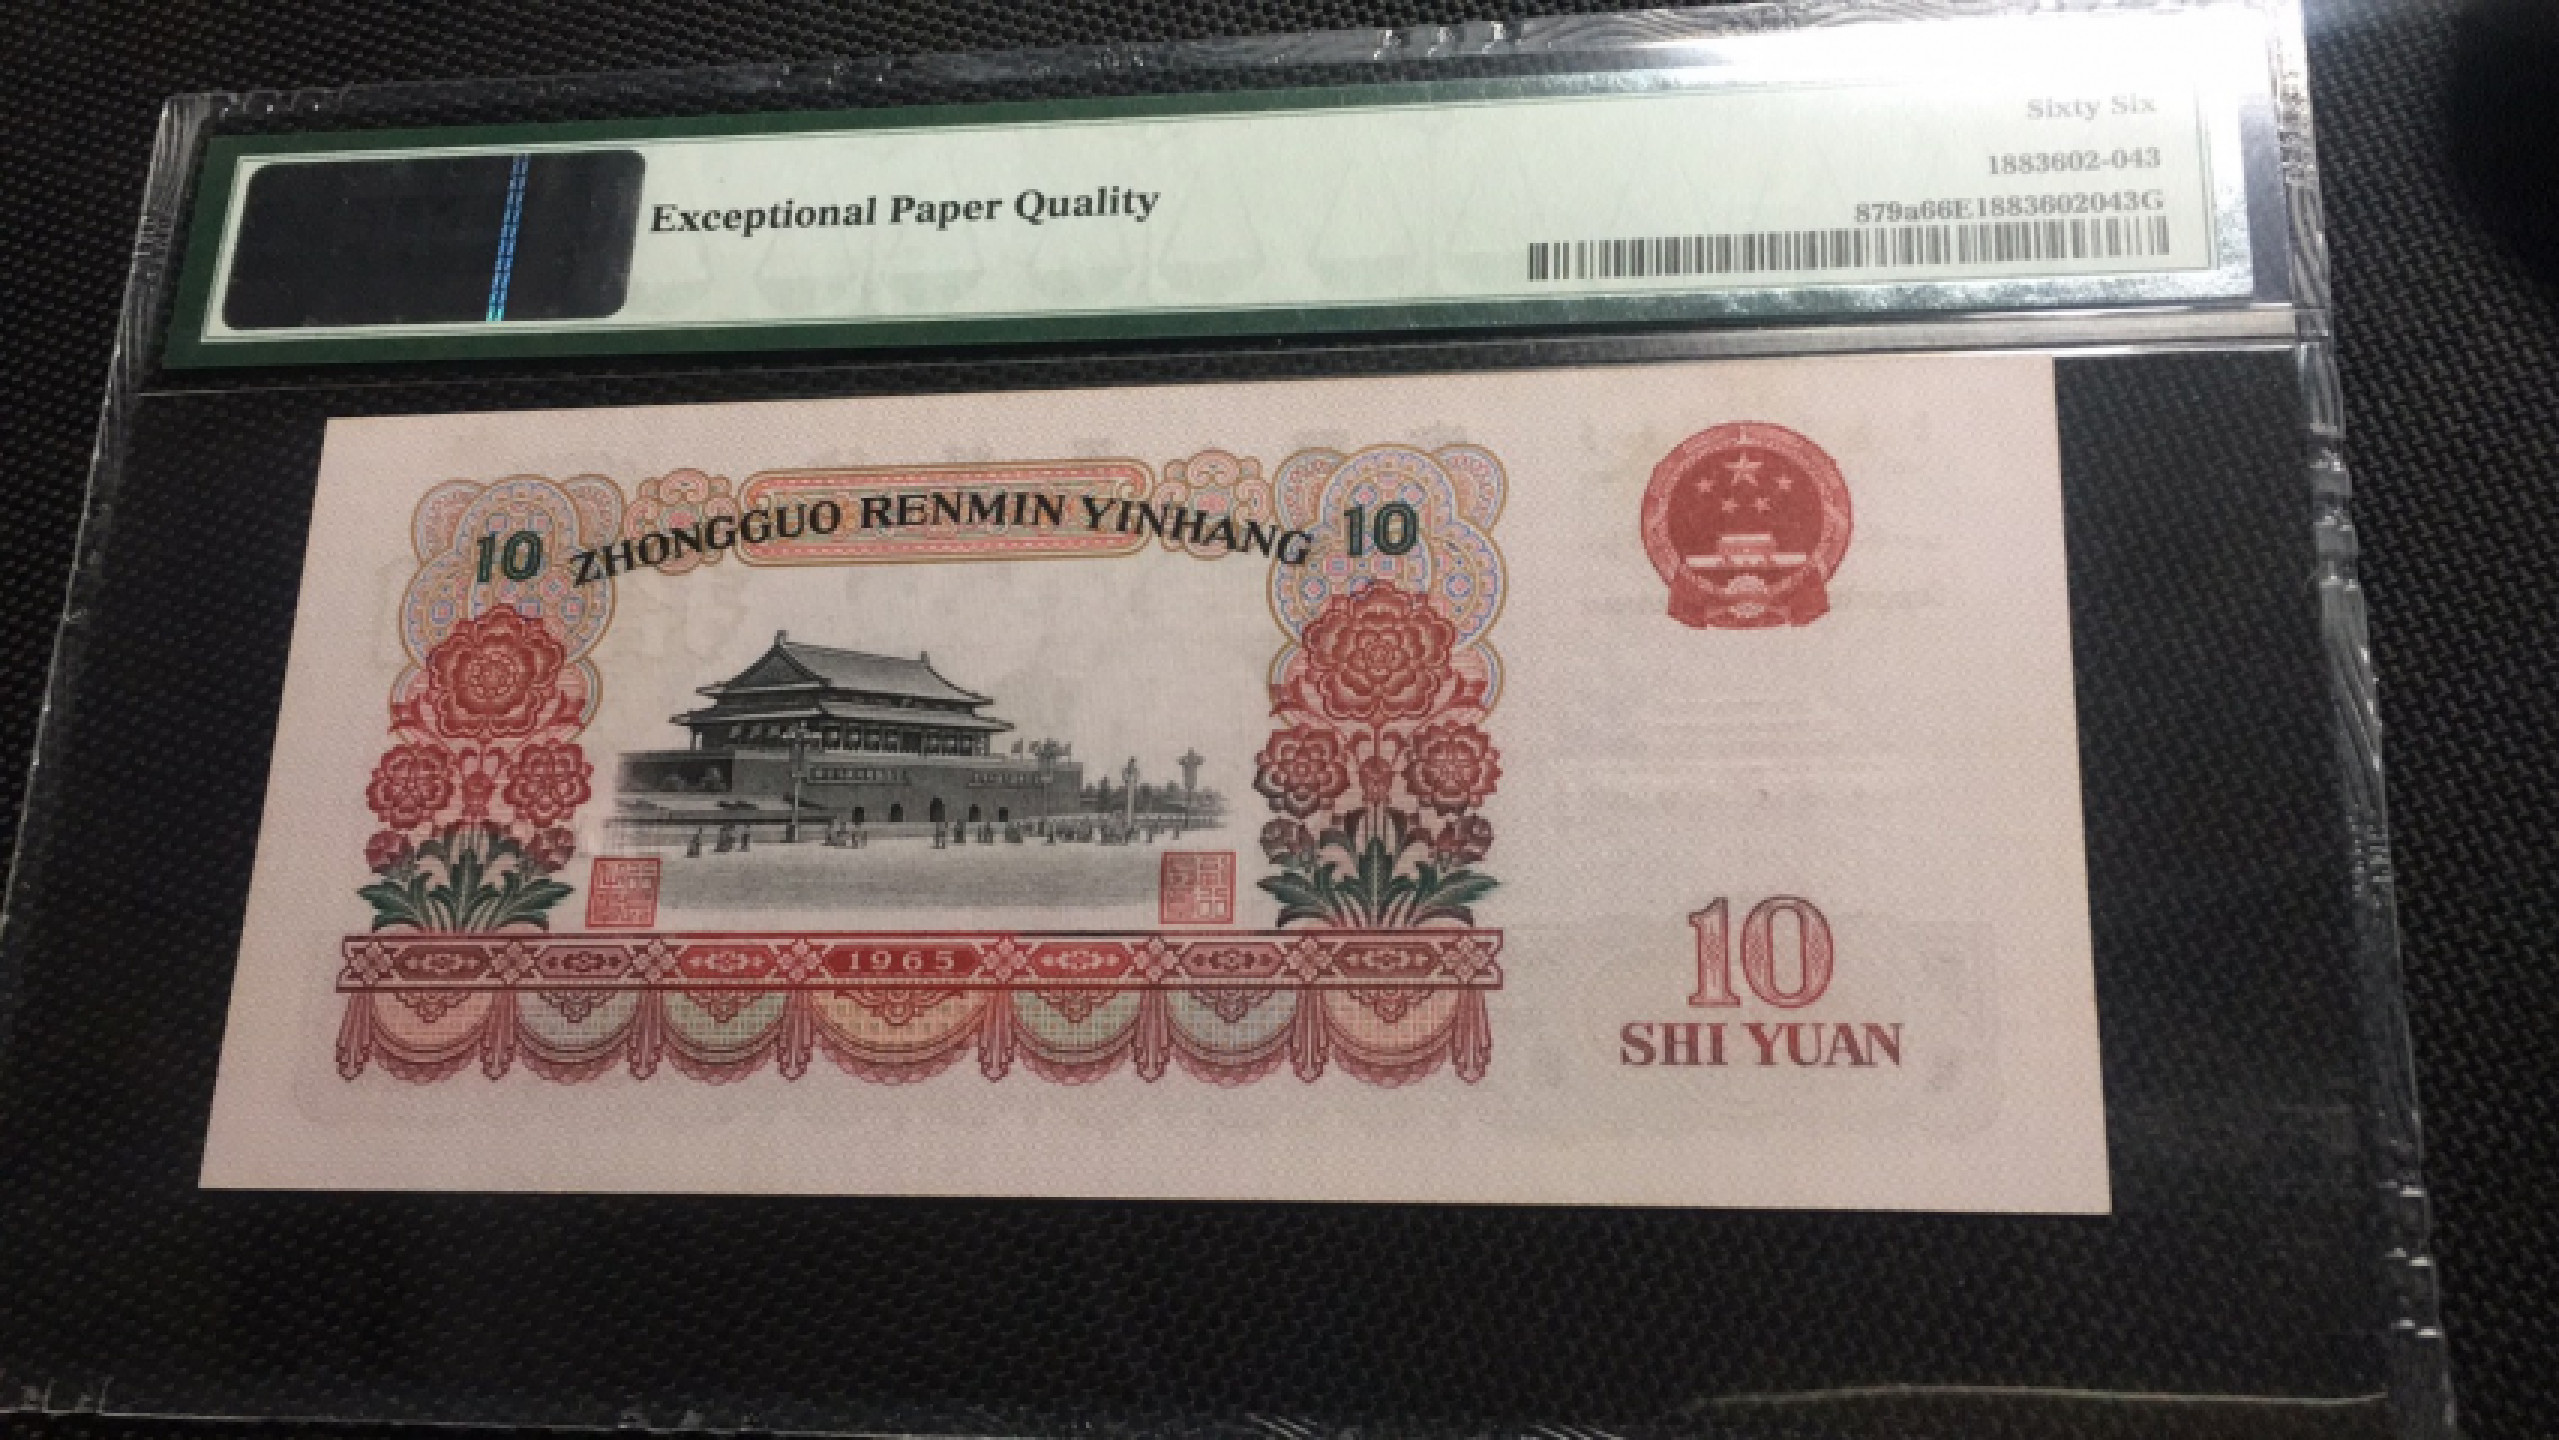 Sixty Six
1883602-043
Exceptional Paper Quality
879a66E1883602043G
10 ZHONGGUO RENMIN YINHANG 10
1965
10
SHI YUAN